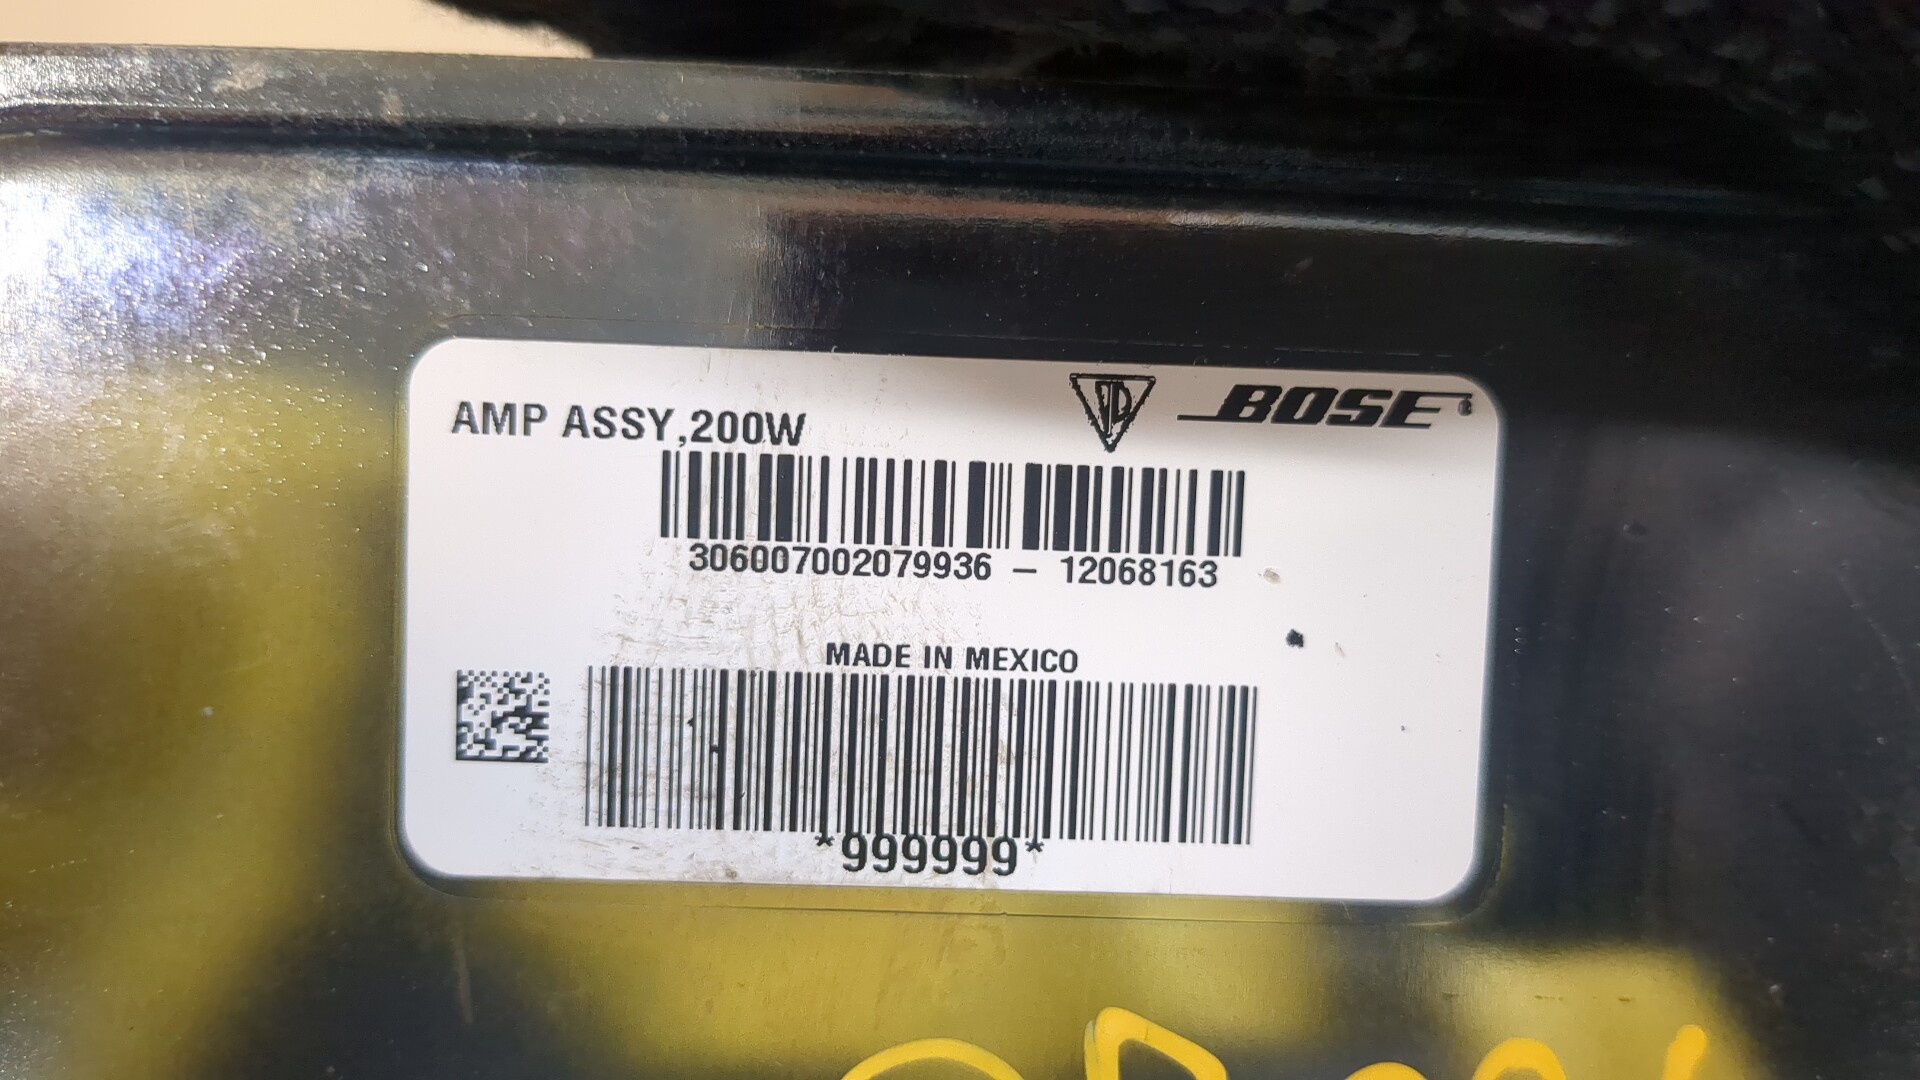 AMP ASSY,200W
BOSE
306007002079936 – 12068163
MADE IN MEXICO
*999999*